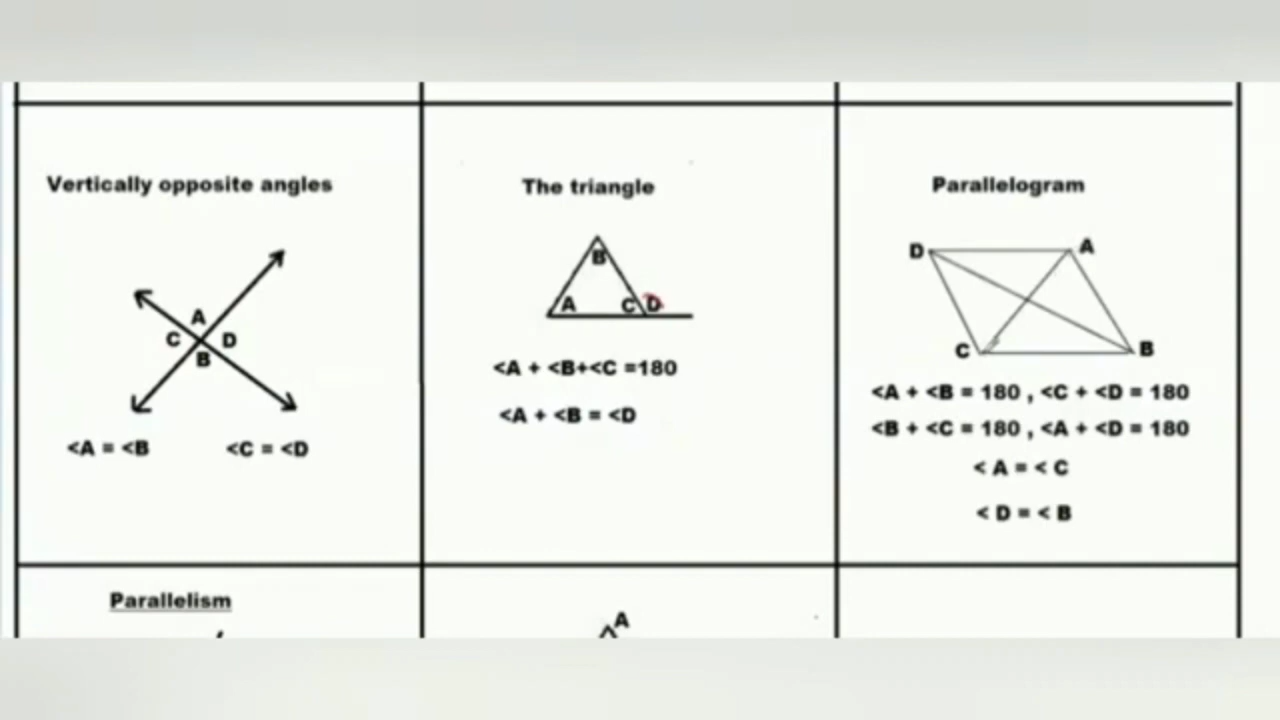 Vertically opposite angles
A
C
D
B
<A = <B
<C = <D
The triangle
B
A
C
D
<A + <B+<C =180
<A + <B = <D
Parallelogram
D
A
C
B
<A + <B = 180 , <C + <D = 180
<B + <C = 180 , <A + <D = 180
< A = < C
< D = < B
Parallelism
A